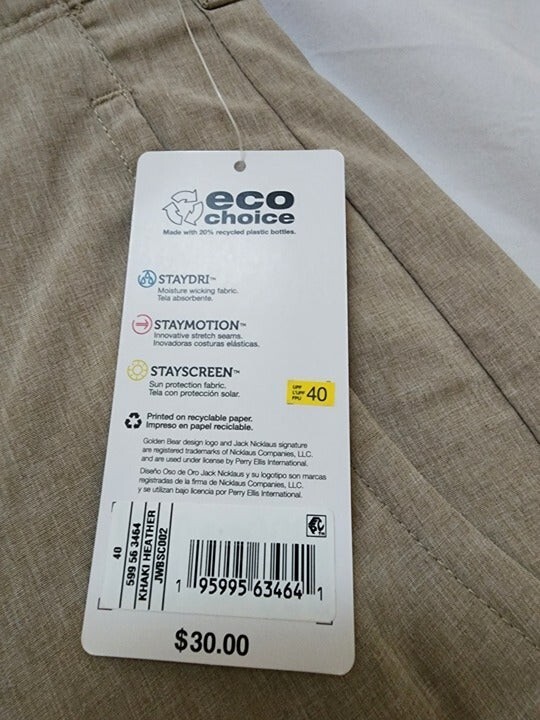 eco
choice
Made with 20% recycled plastic bottles.
STAYDRI™
Moisture wicking fabric.
Tela absorbente.
STAYMOTION™
Innovative stretch seams.
Inovadoras costuras elásticas.
STAYSCREEN™
Sun protection fabric.
Tela con protección solar.
UPF
L'UPF
FPU
40
Printed on recyclable paper.
Impreso en papel reciclable.
Golden Bear design logo and Jack Nicklaus signature
are registered trademarks of Nicklaus Companies, LLC.
and are used under license by Perry Ellis International.
Diseño Oso de Oro Jack Nicklaus y su logotipo son marcas
registradas de la firma de Nicklaus Companies, LLC.
y se utilizan bajo licencia por Perry Ellis International.
40
599 56 3464
KHAKI HEATHER
JWBSC002
1 95995 63464 1
$30.00